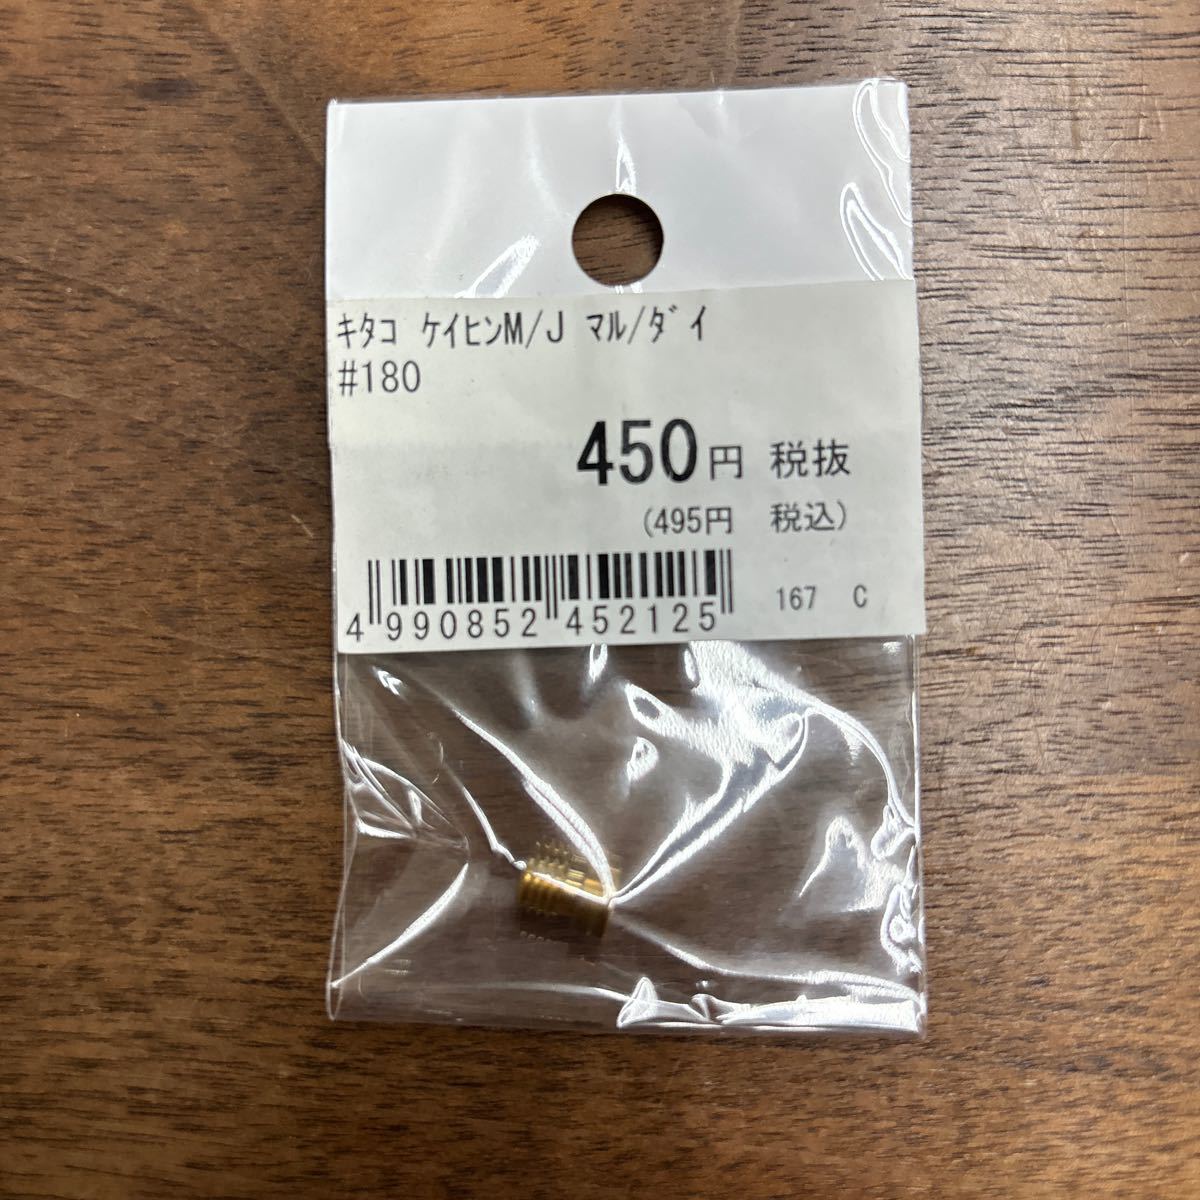 ｷﾀｺ ｹｲﾋﾝM/J ﾏﾙ/ﾀﾞｲ
#180
450円 税抜
(495円 税込)
4 990852 452125
167 C